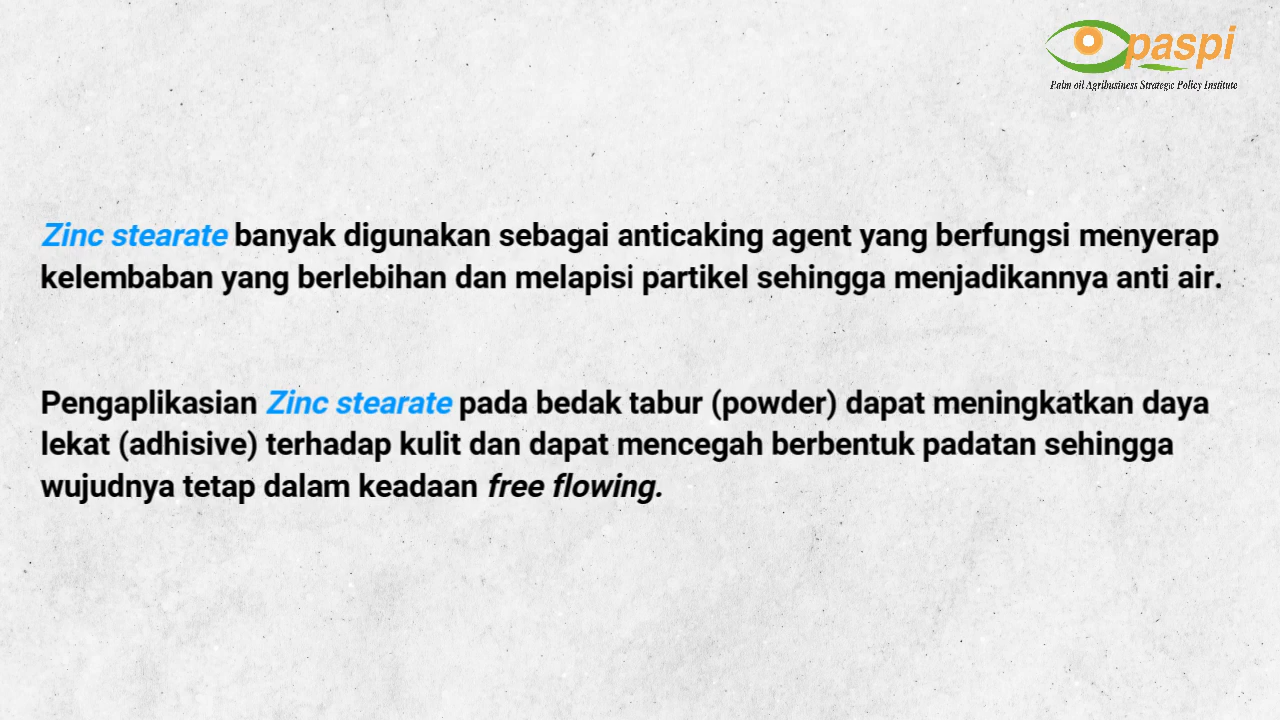 paspi
Palm oil Agribusiness Strategic Policy Institute
Zinc stearate banyak digunakan sebagai anticaking agent yang berfungsi menyerap
kelembaban yang berlebihan dan melapisi partikel sehingga menjadikannya anti air.
Pengaplikasian Zinc stearate pada bedak tabur (powder) dapat meningkatkan daya
lekat (adhisive) terhadap kulit dan dapat mencegah berbentuk padatan sehingga
wujudnya tetap dalam keadaan free flowing.